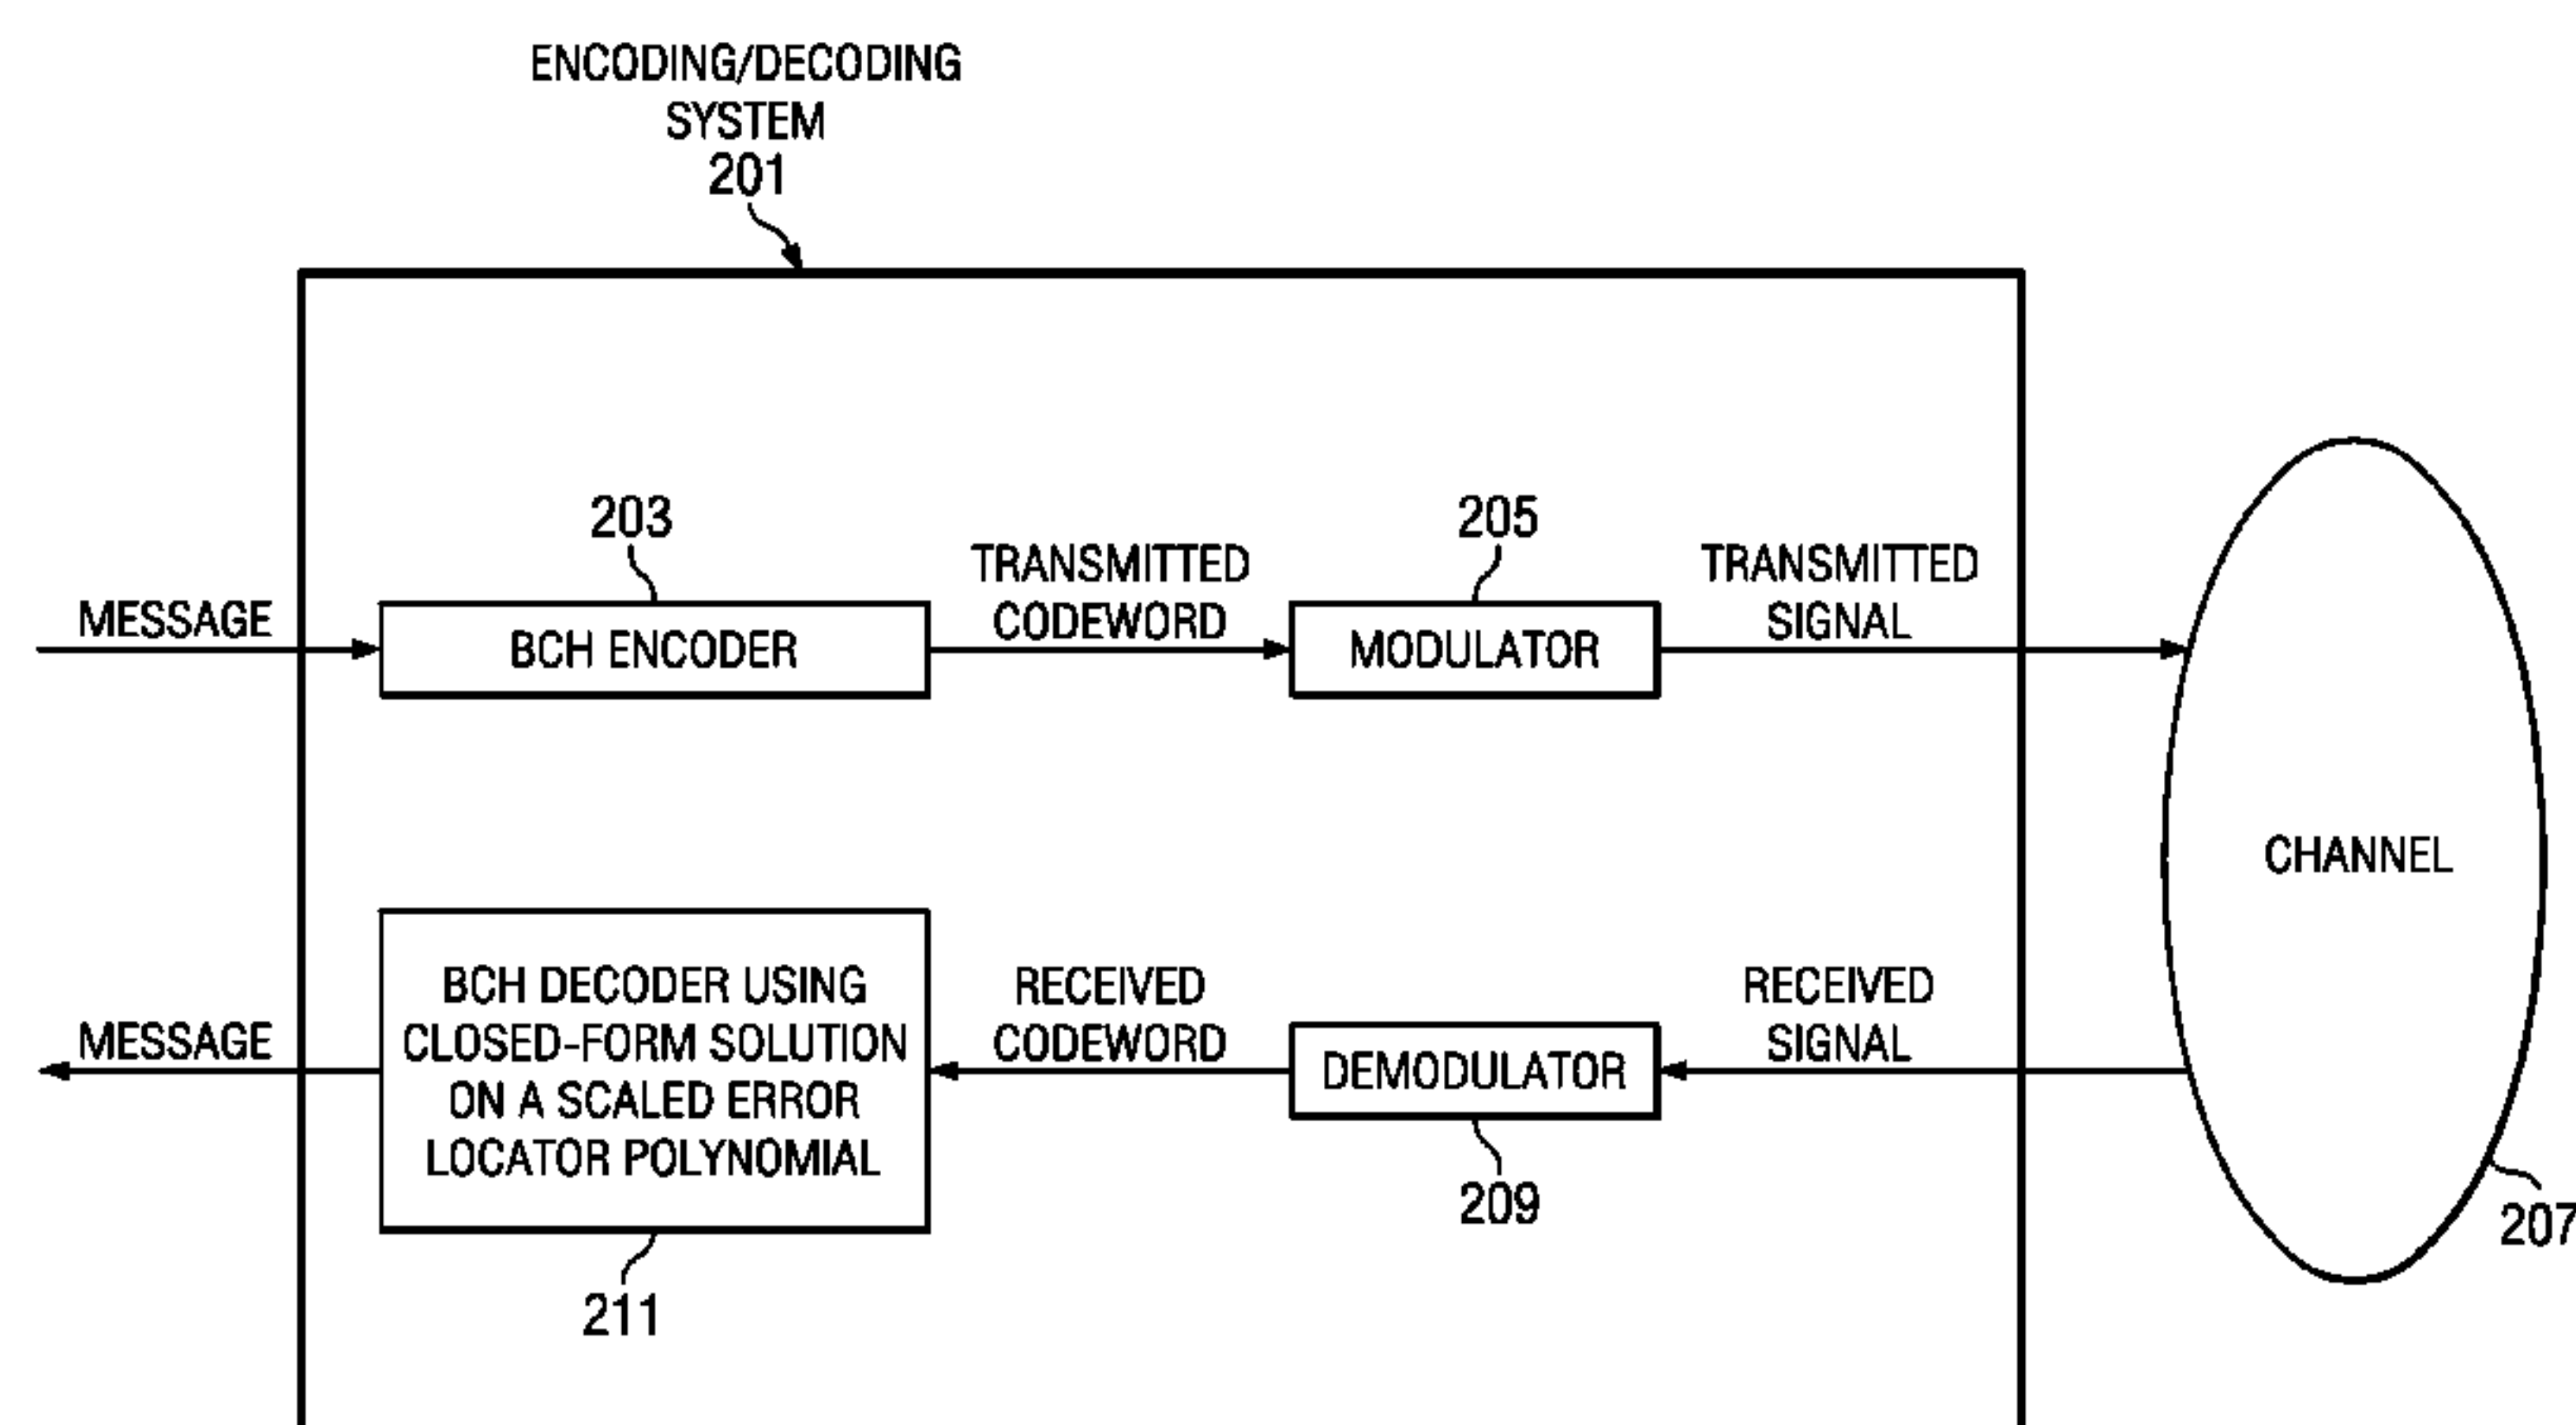 ENCODING/DECODING
SYSTEM
201
203
205
TRANSMITTED
CODEWORD
TRANSMITTED
SIGNAL
MESSAGE
BCH ENCODER
MODULATOR
CHANNEL
BCH DECODER USING
CLOSED-FORM SOLUTION
ON A SCALED ERROR
LOCATOR POLYNOMIAL
RECEIVED
CODEWORD
RECEIVED
SIGNAL
MESSAGE
DEMODULATOR
209
207
211